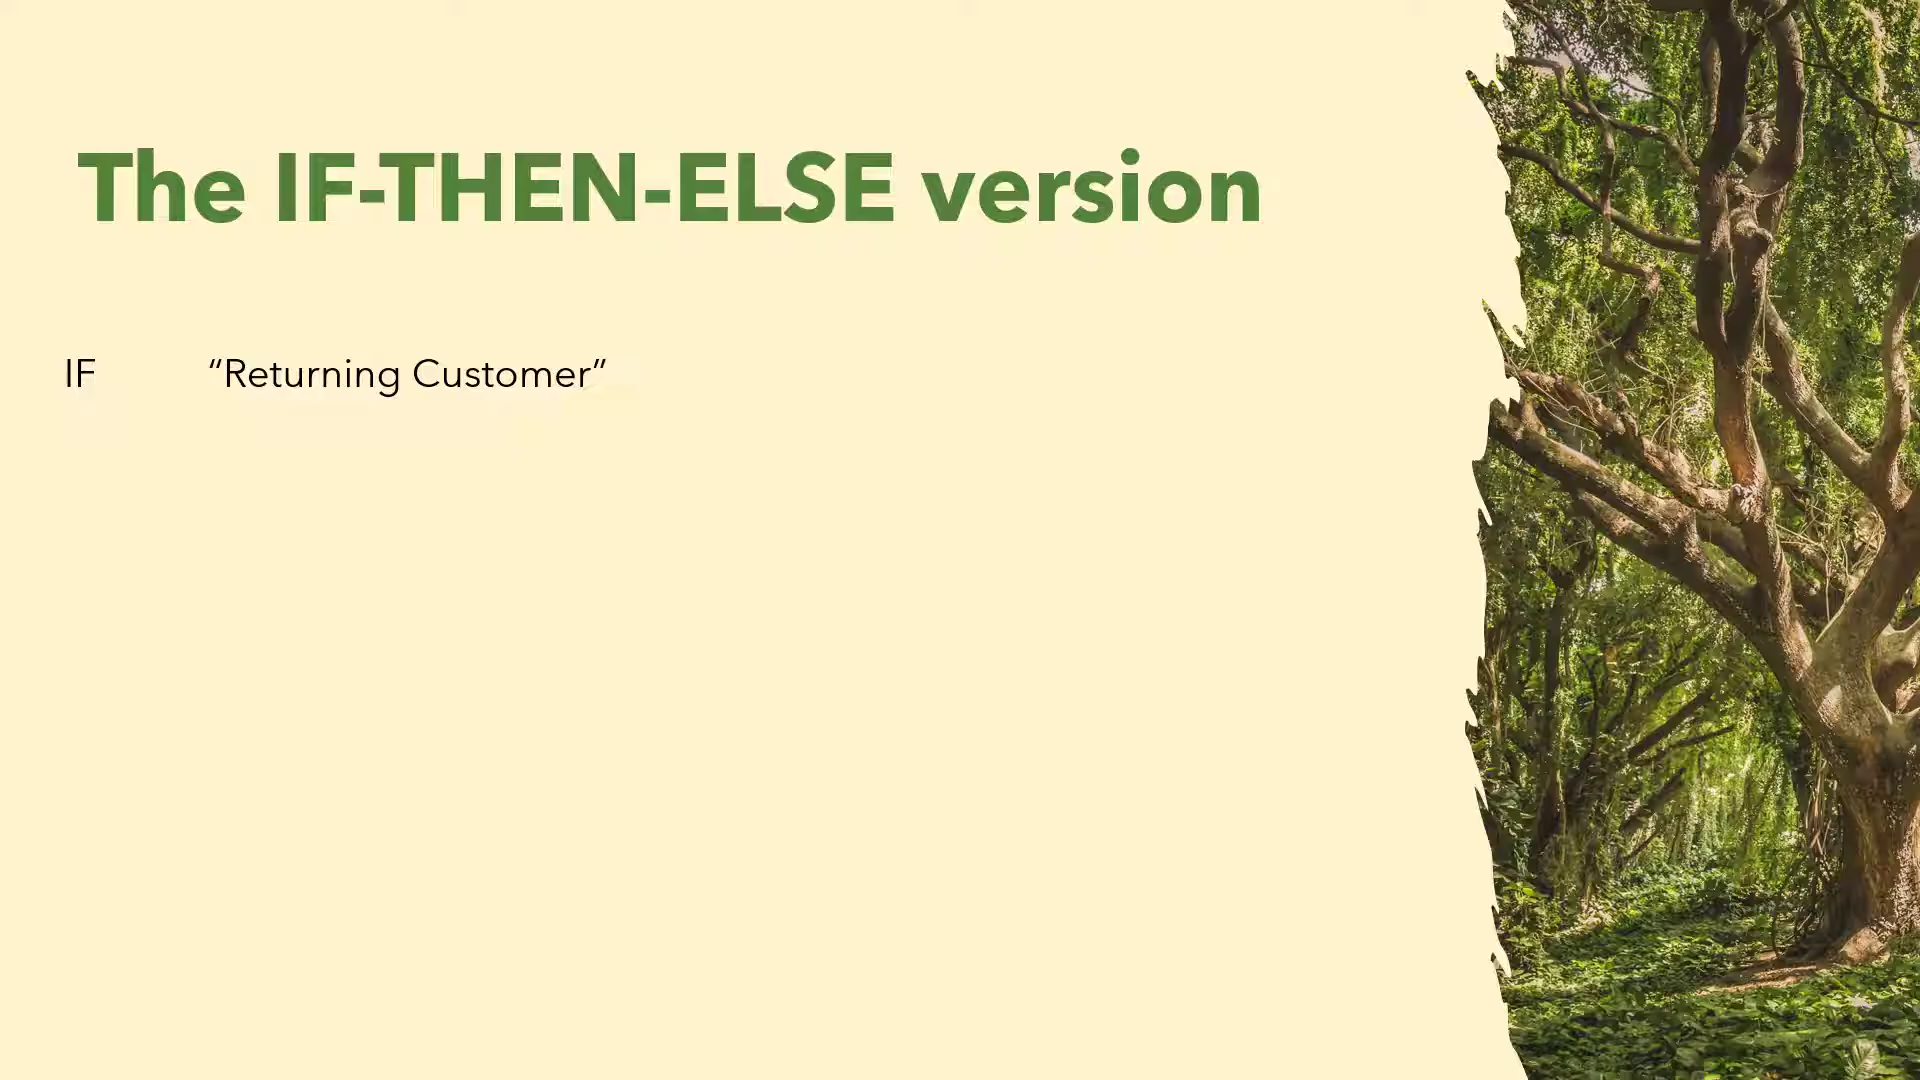 The IF-THEN-ELSE version
IF “Returning Customer”